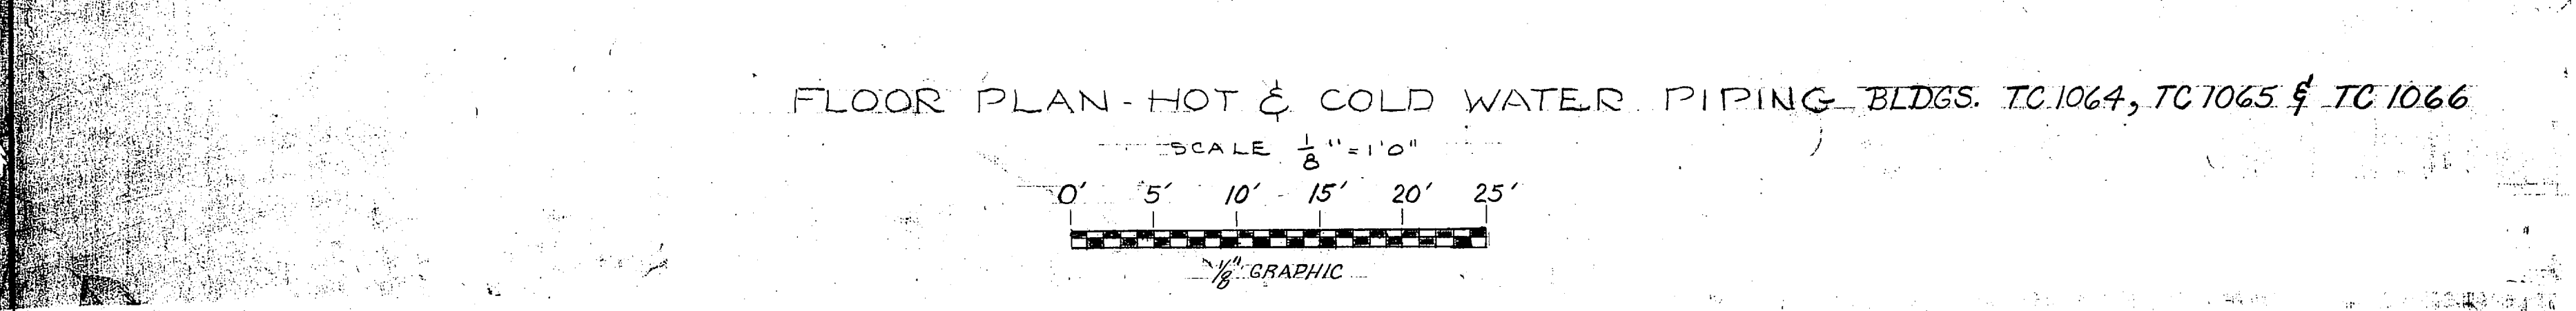 FLOOR PLAN - HOT & COLD WATER PIPING BLDGS. TC 1064, TC 1065 & TC 1066
SCALE 1/8" = 1'0"
0' 5' 10' 15' 20' 25'
1/8" GRAPHIC